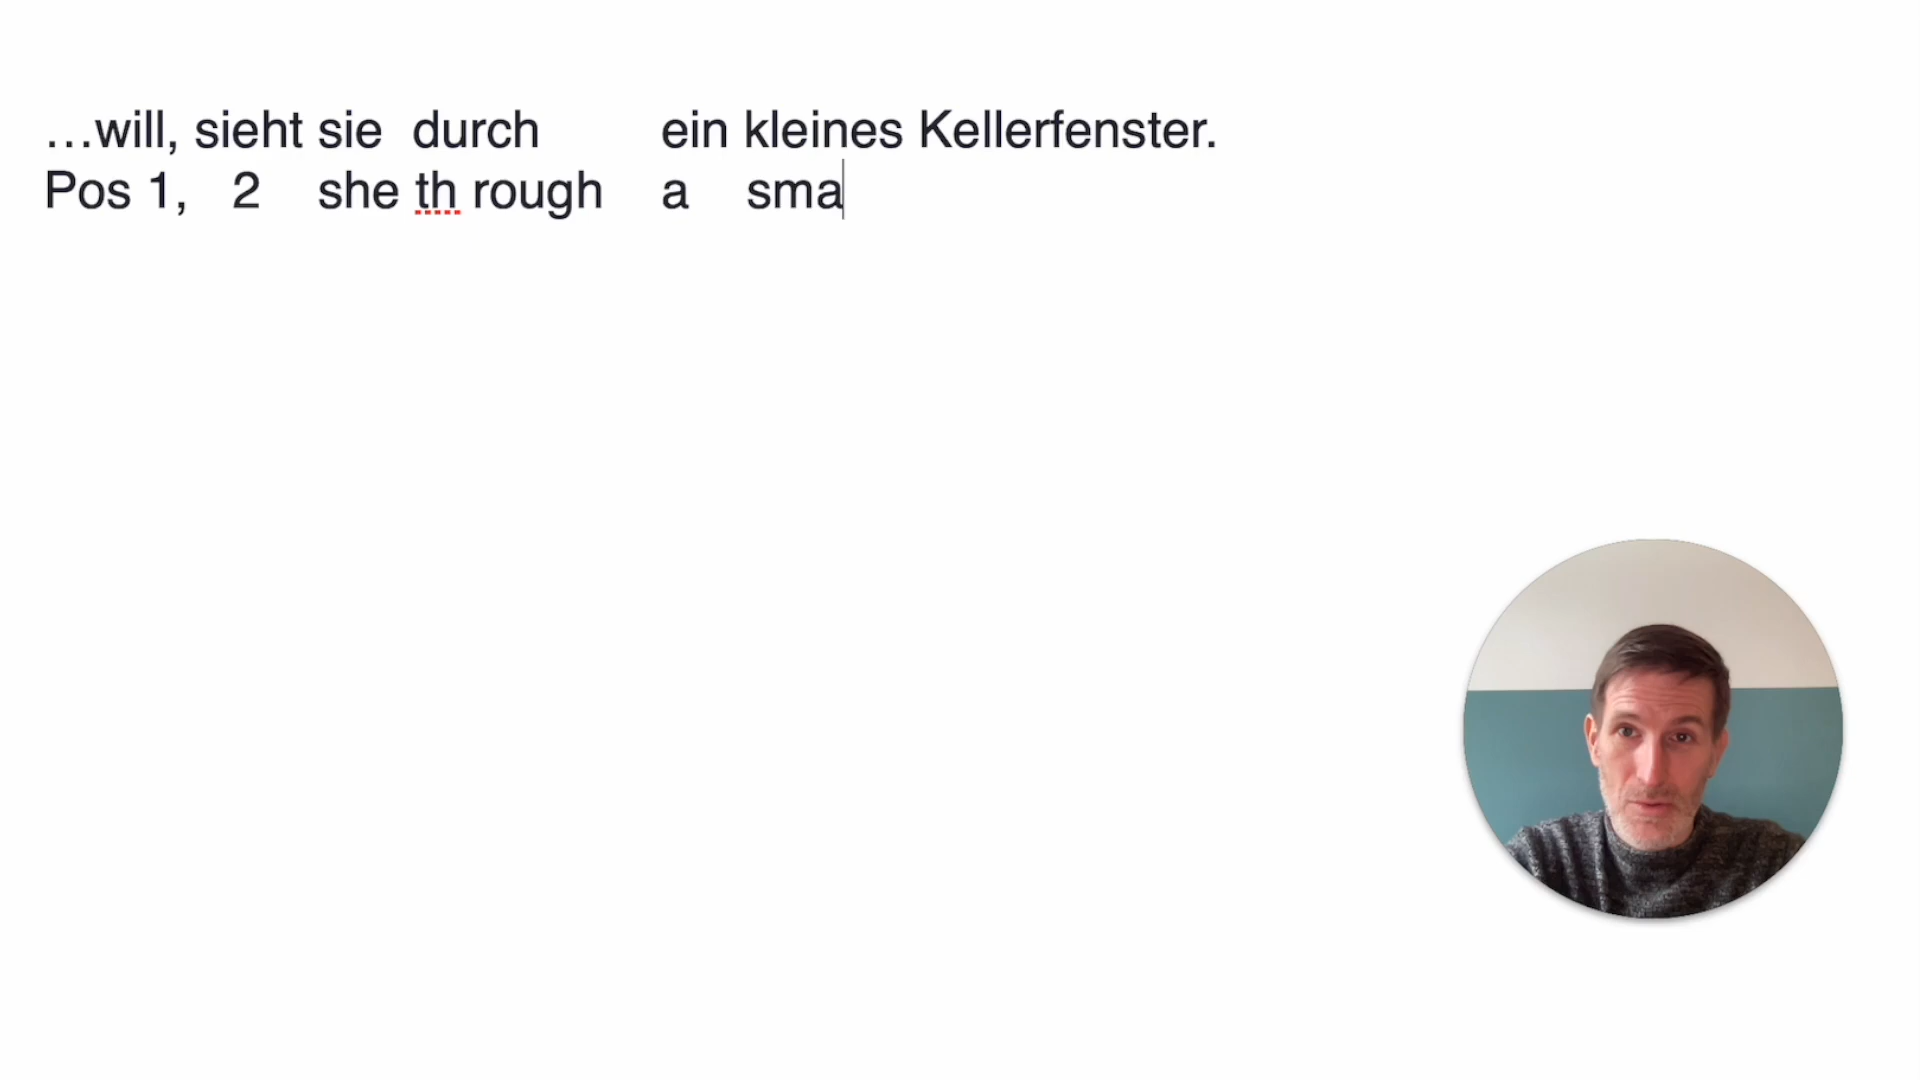 …will, sieht sie durch ein kleines Kellerfenster.
Pos 1, 2 she th rough a sma